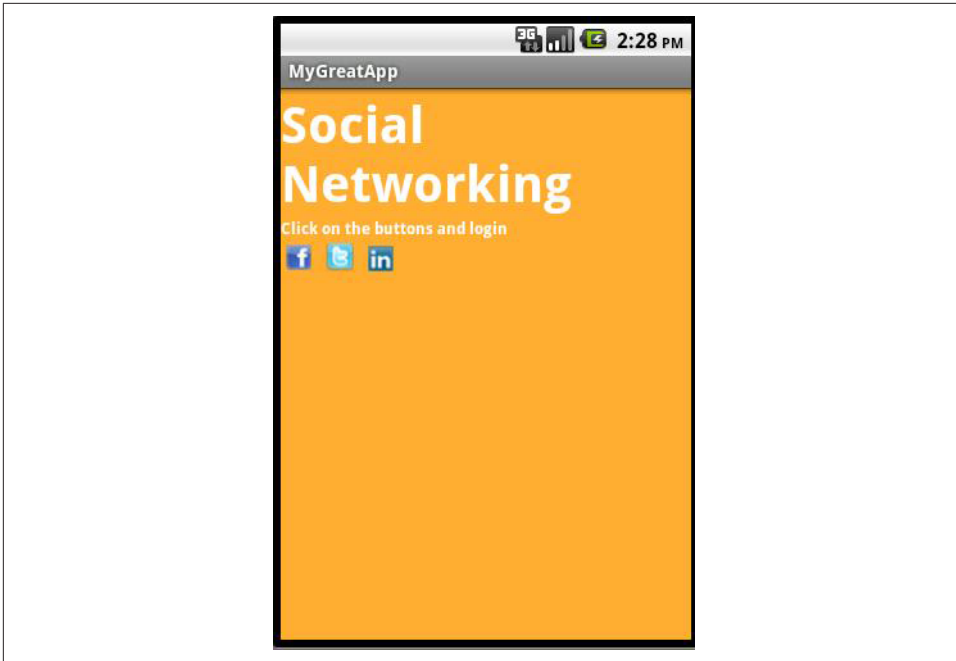 3G 2:28 PM
MyGreatApp
Social
Networking
Click on the buttons and login
f t in